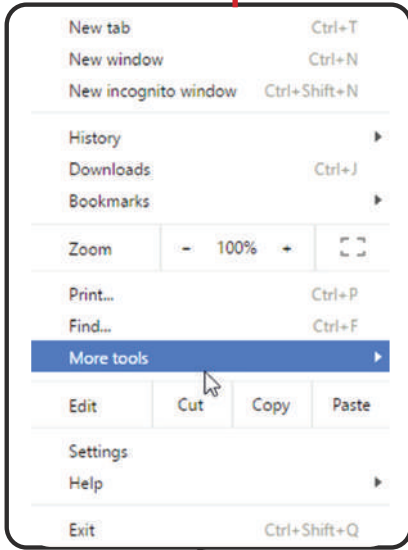 New tab Ctrl+T
New window Ctrl+N
New incognito window Ctrl+Shift+N
History
Downloads Ctrl+J
Bookmarks
Zoom - 100% +
Print... Ctrl+P
Find... Ctrl+F
More tools
Edit Cut Copy Paste
Settings
Help
Exit Ctrl+Shift+Q